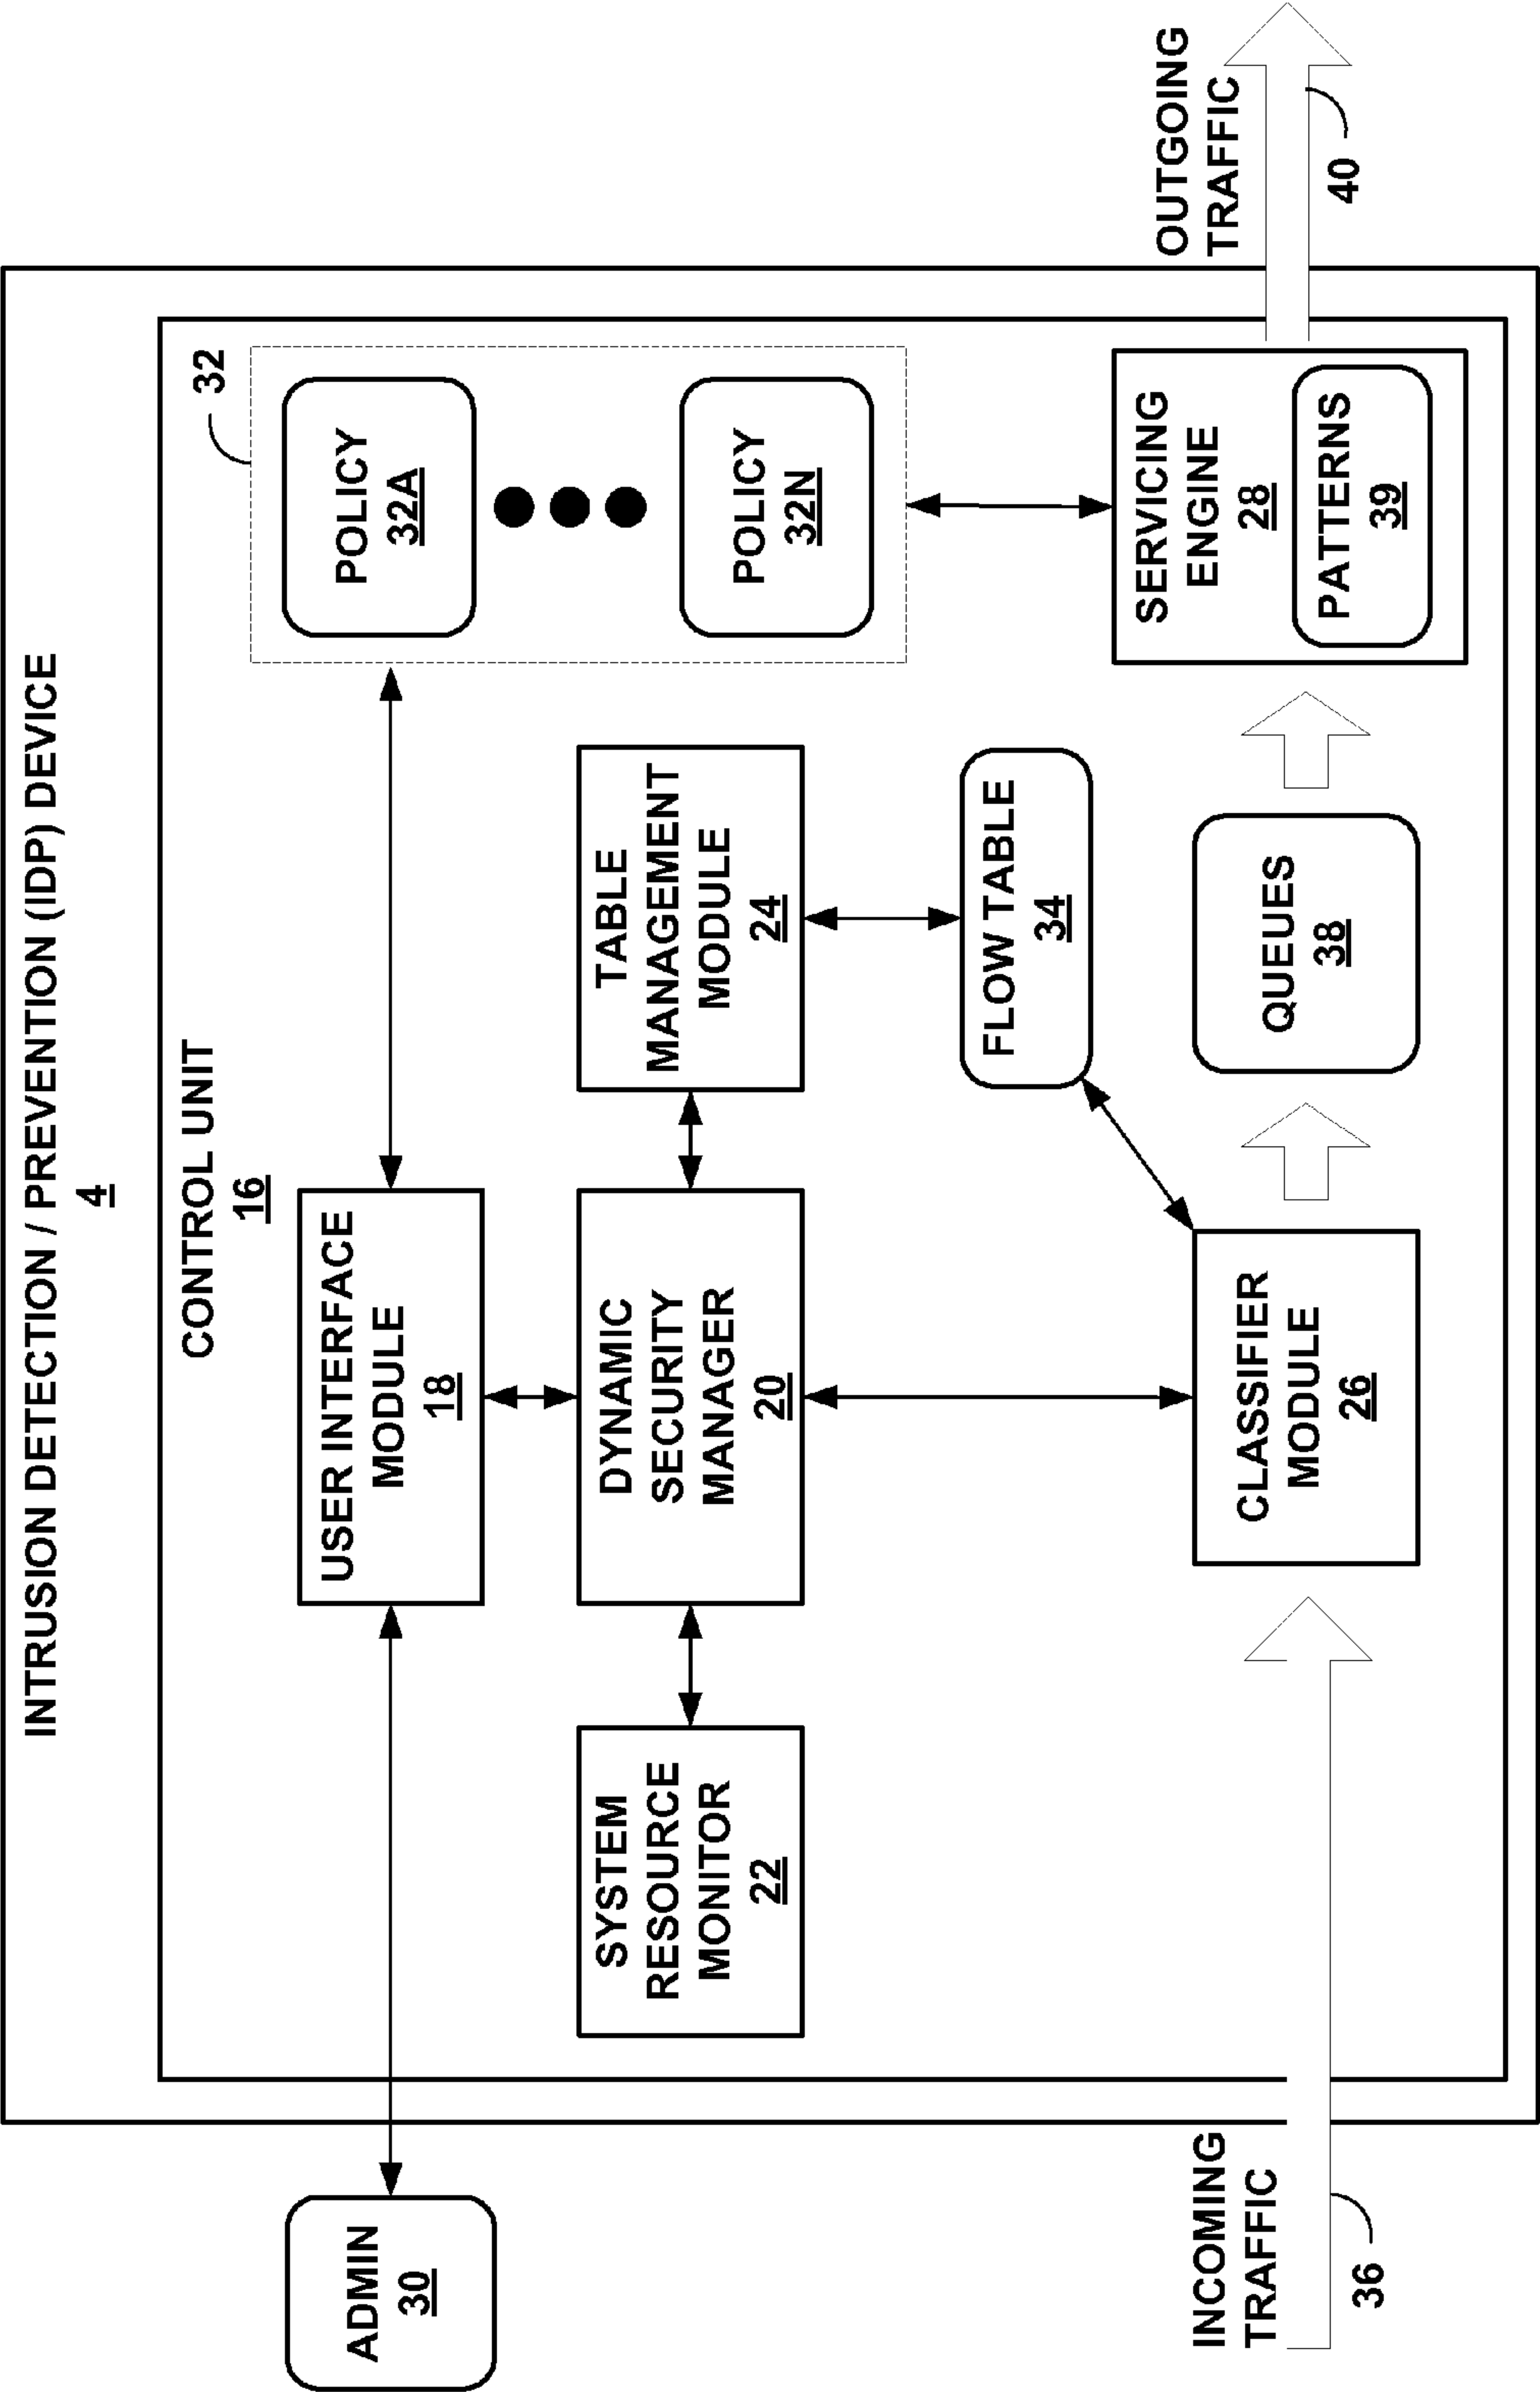 INTRUSION DETECTION / PREVENTION (IDP) DEVICE
4
CONTROL UNIT
16
ADMIN
30
USER INTERFACE
MODULE
18
32
POLICY
32A
POLICY
32N
SYSTEM
RESOURCE
MONITOR
22
DYNAMIC
SECURITY
MANAGER
20
TABLE
MANAGEMENT
MODULE
24
FLOW TABLE
34
INCOMING
TRAFFIC
36
CLASSIFIER
MODULE
26
QUEUES
38
SERVICING
ENGINE
28
PATTERNS
39
OUTGOING
TRAFFIC
40